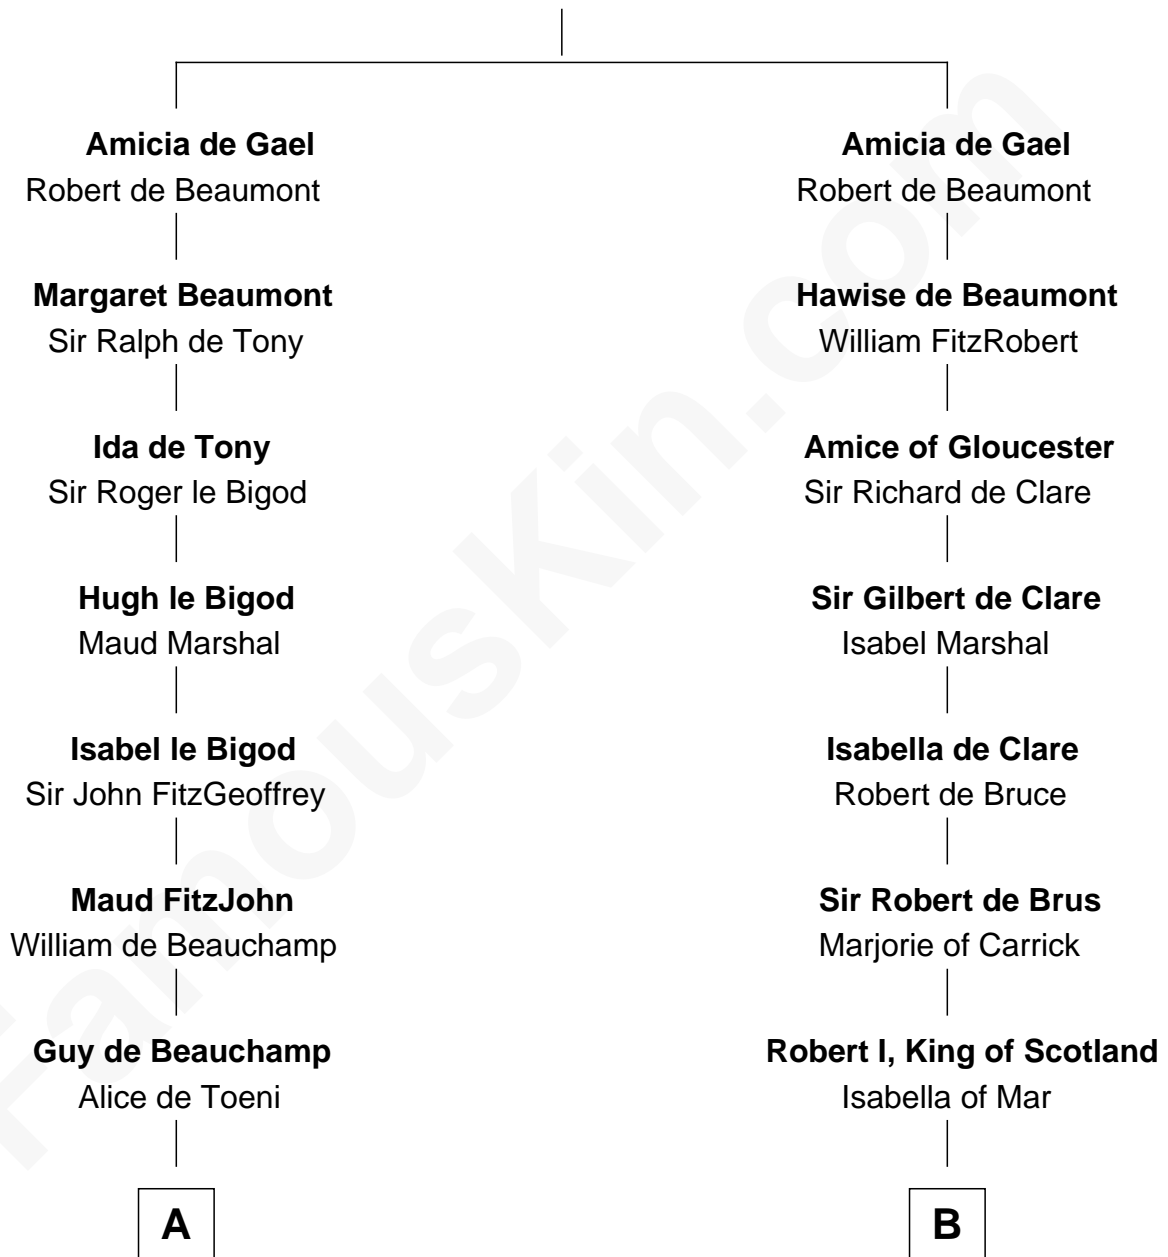 Amicia de Gael
Robert de Beaumont
Margaret Beaumont
Sir Ralph de Tony
Ida de Tony
Sir Roger le Bigod
Hugh le Bigod
Maud Marshal
Isabel le Bigod
Sir John FitzGeoffrey
Maud FitzJohn
William de Beauchamp
Guy de Beauchamp
Alice de Toeni
A
Amicia de Gael
Robert de Beaumont
Hawise de Beaumont
William FitzRobert
Amice of Gloucester
Sir Richard de Clare
Sir Gilbert de Clare
Isabel Marshal
Isabella de Clare
Robert de Bruce
Sir Robert de Brus
Marjorie of Carrick
Robert I, King of Scotland
Isabella of Mar
B
FamousKin.com